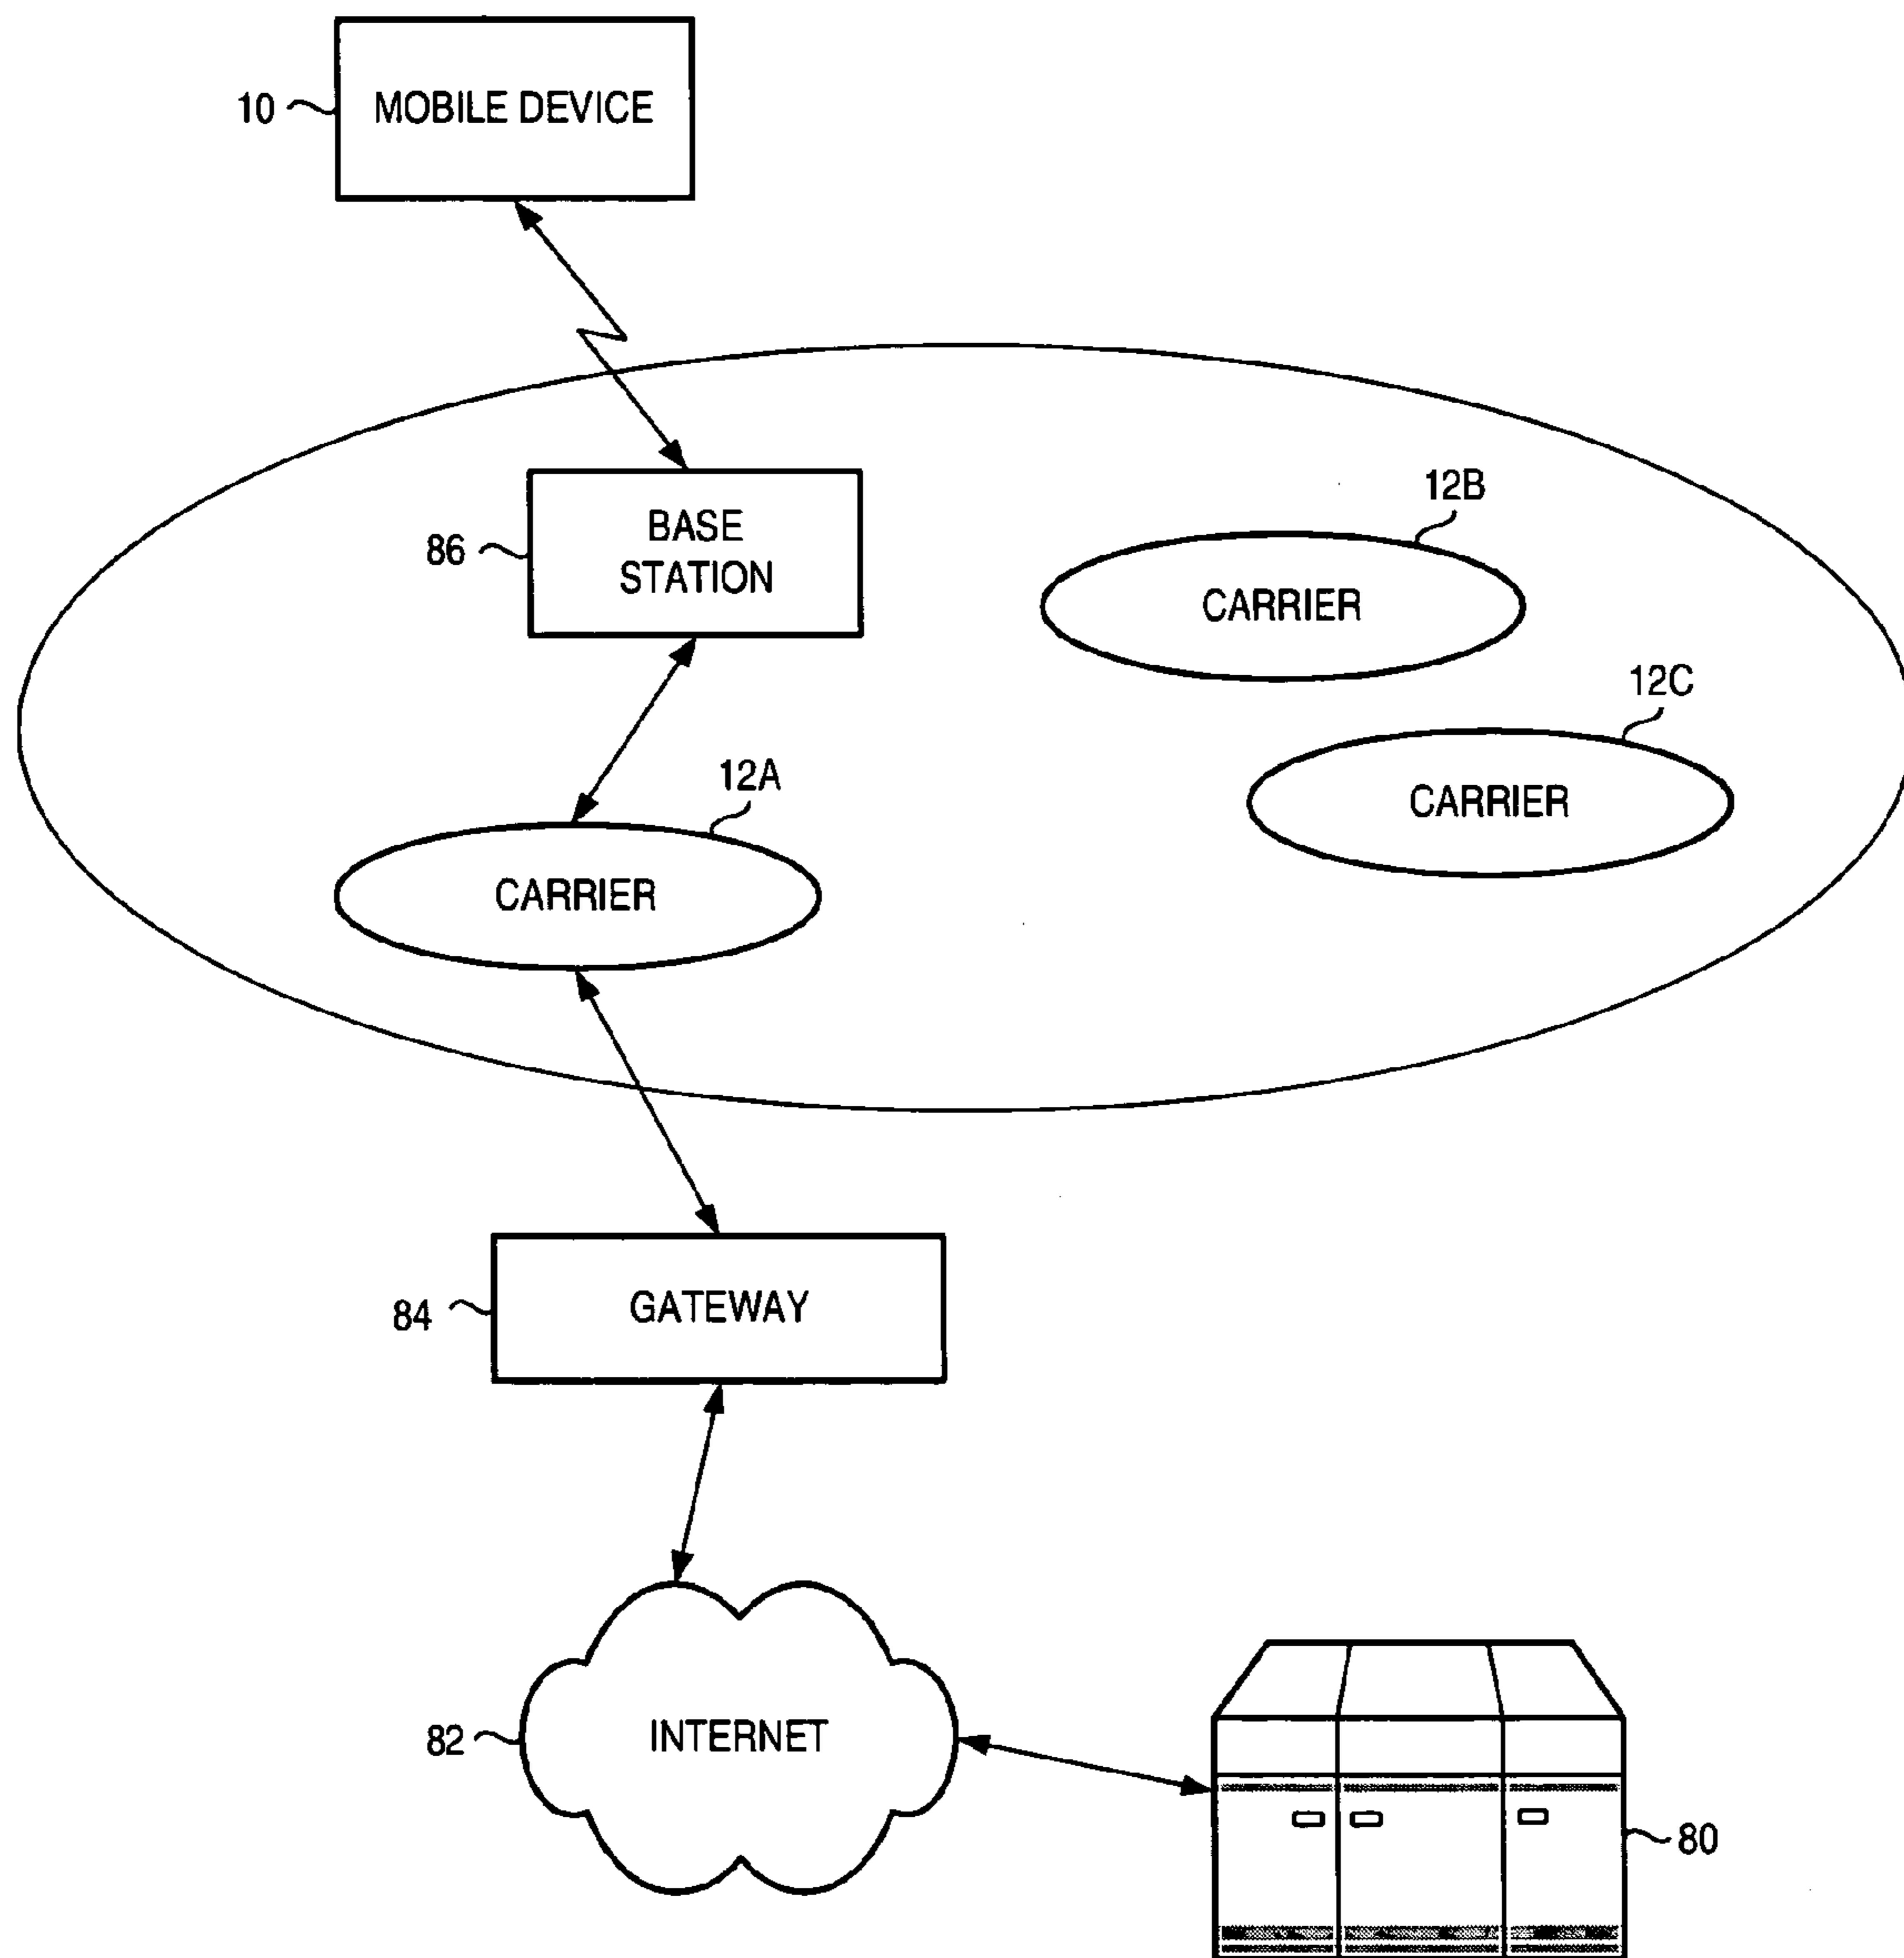 10
MOBILE DEVICE
86
BASE
STATION
12B
CARRIER
12C
CARRIER
12A
CARRIER
84
GATEWAY
82
INTERNET
80